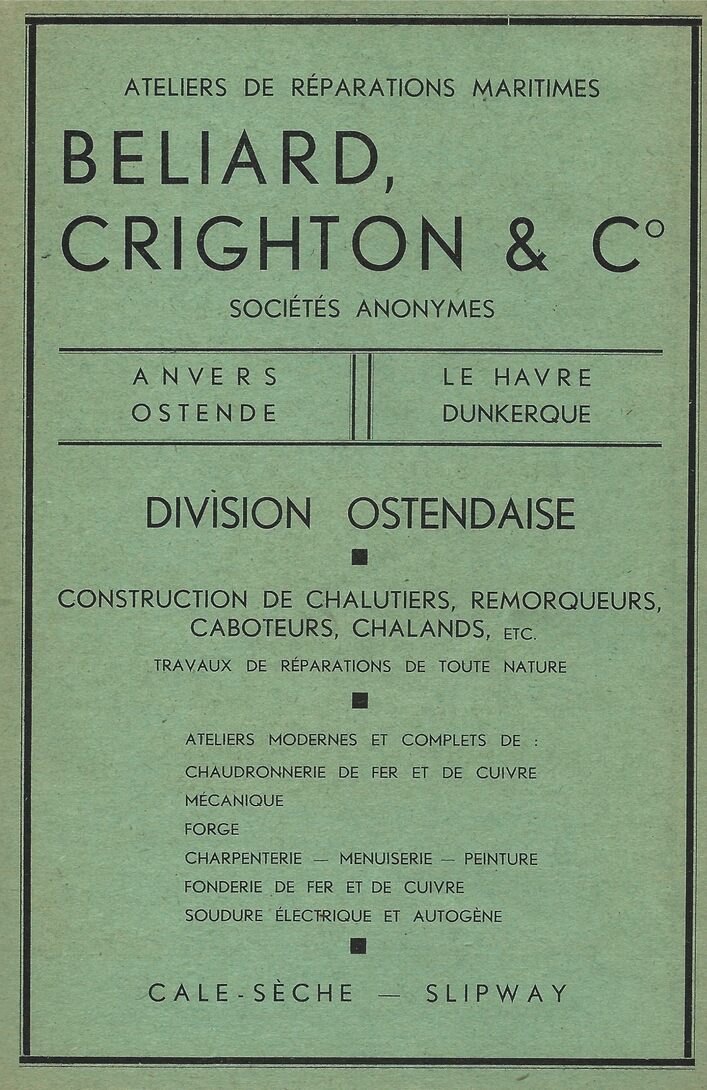 ATELIERS DE RÉPARATIONS MARITIMES
BELIARD,
CRIGHTON & Cº
SOCIÉTÉS ANONYMES
ANVERS
OSTENDE
LE HAVRE
DUNKERQUE
DIVISION OSTENDAISE
CONSTRUCTION DE CHALUTIERS, REMORQUEURS,
CABOTEURS, CHALANDS, ETC.
TRAVAUX DE RÉPARATIONS DE TOUTE NATURE
ATELIERS MODERNES ET COMPLETS DE :
CHAUDRONNERIE DE FER ET DE CUIVRE
MÉCANIQUE
FORGE
CHARPENTERIE — MENUISERIE — PEINTURE
FONDERIE DE FER ET DE CUIVRE
SOUDURE ÉLECTRIQUE ET AUTOGÈNE
CALE-SÈCHE — SLIPWAY